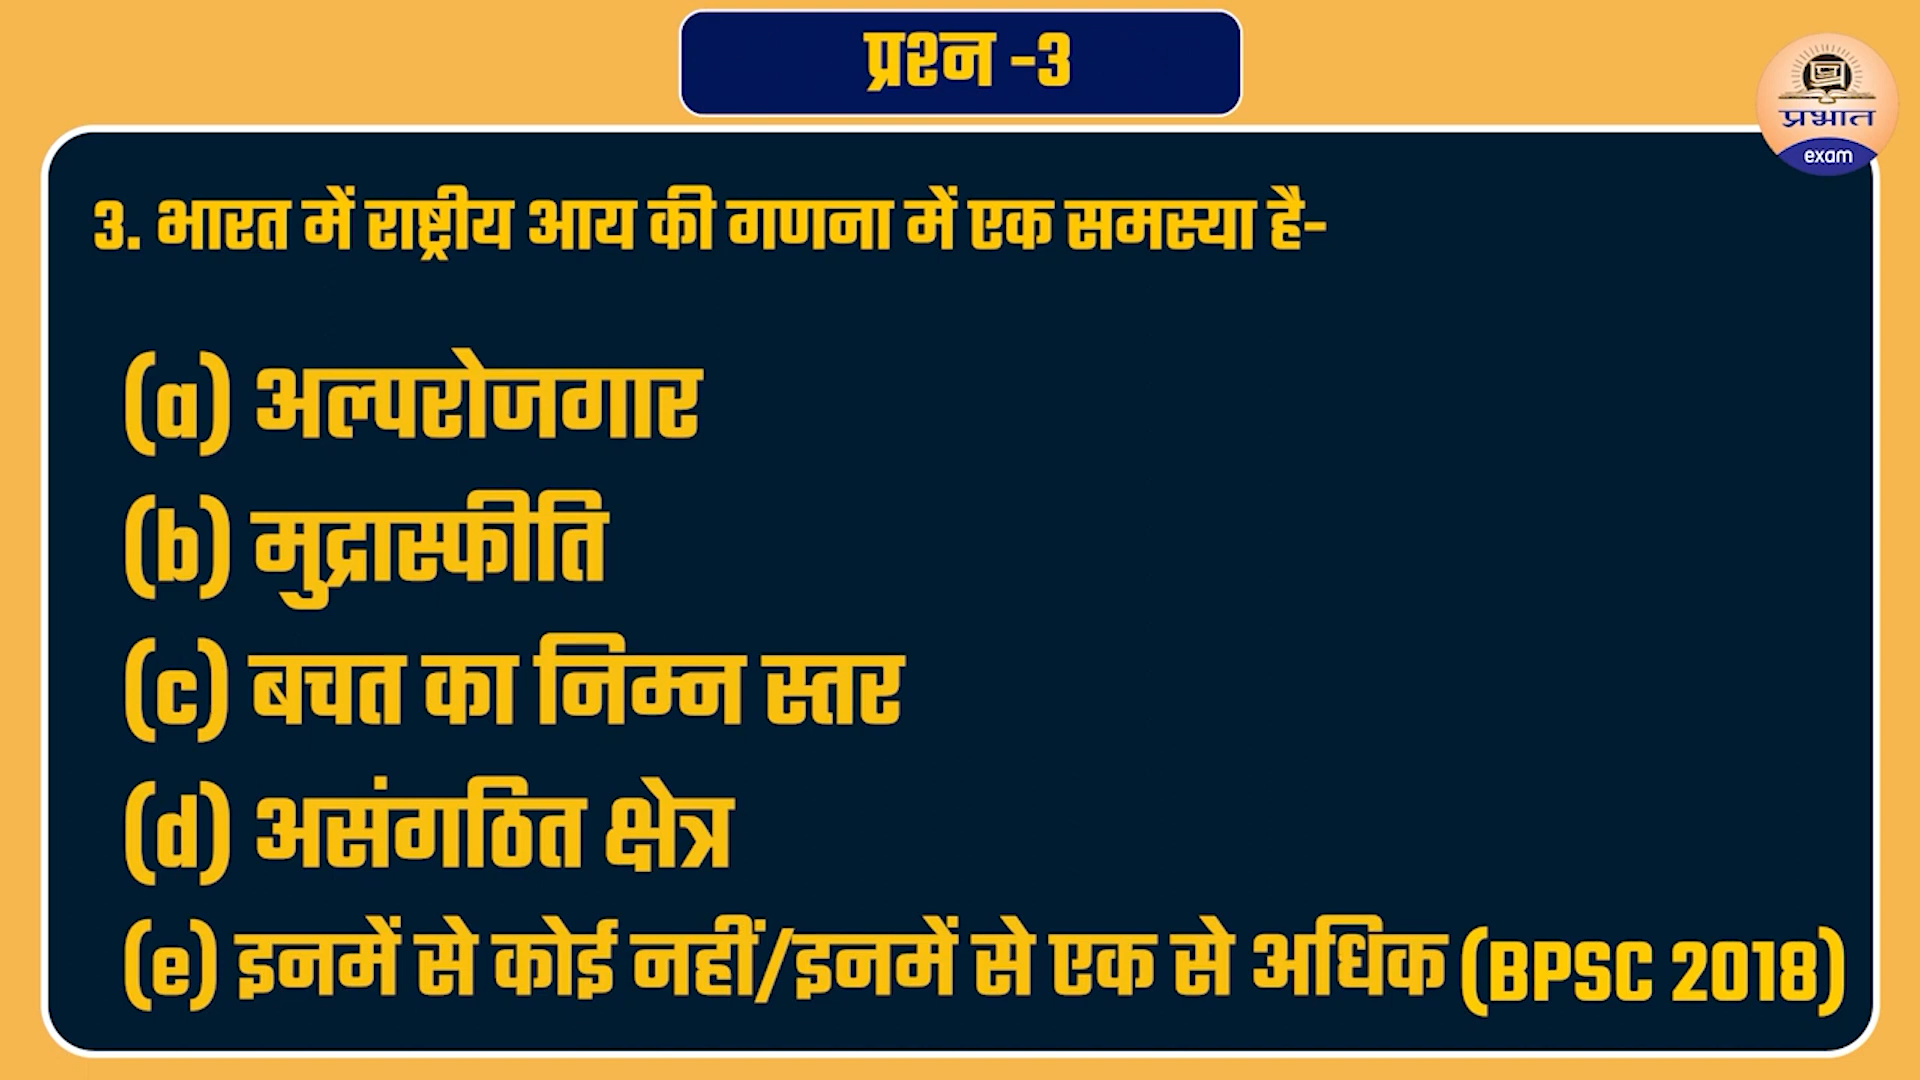 प्रश्न -3
प्रभात
exam
3. भारत में राष्ट्रीय आय की गणना में एक समस्या है-
(a) अल्परोजगार
(b) मुद्रास्फीति
(c) बचत का निम्न स्तर
(d) असंगठित क्षेत्र
(e) इनमें से कोई नहीं/इनमें से एक से अधिक (BPSC 2018)